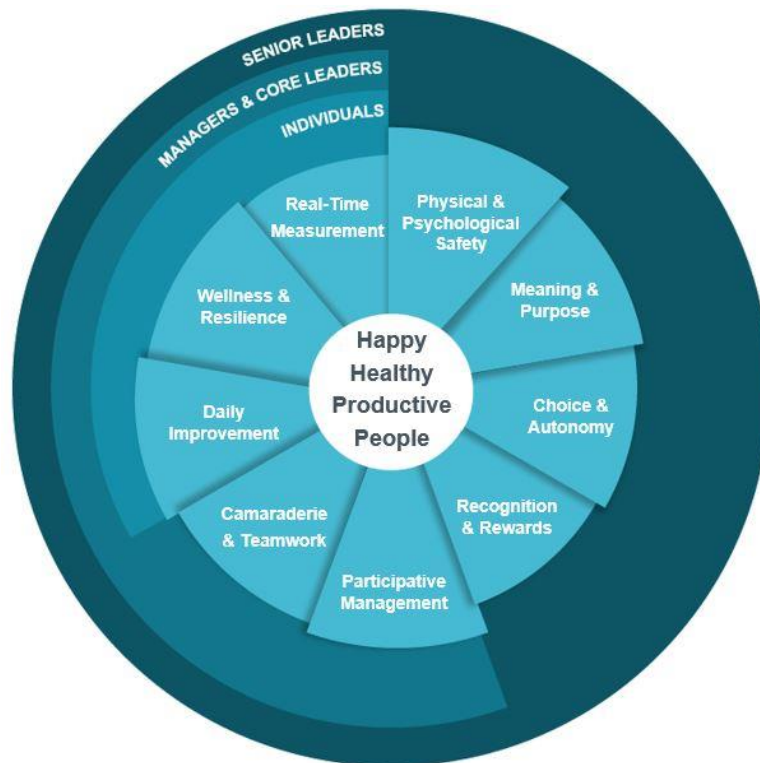 SENIOR LEADERS
MANAGERS & CORE LEADERS
INDIVIDUALS
Real-Time
Measurement
Physical &
Psychological
Safety
Meaning &
Purpose
Choice &
Autonomy
Recognition
& Rewards
Participative
Management
Camaraderie
& Teamwork
Daily
Improvement
Wellness &
Resilience
Happy
Healthy
Productive
People